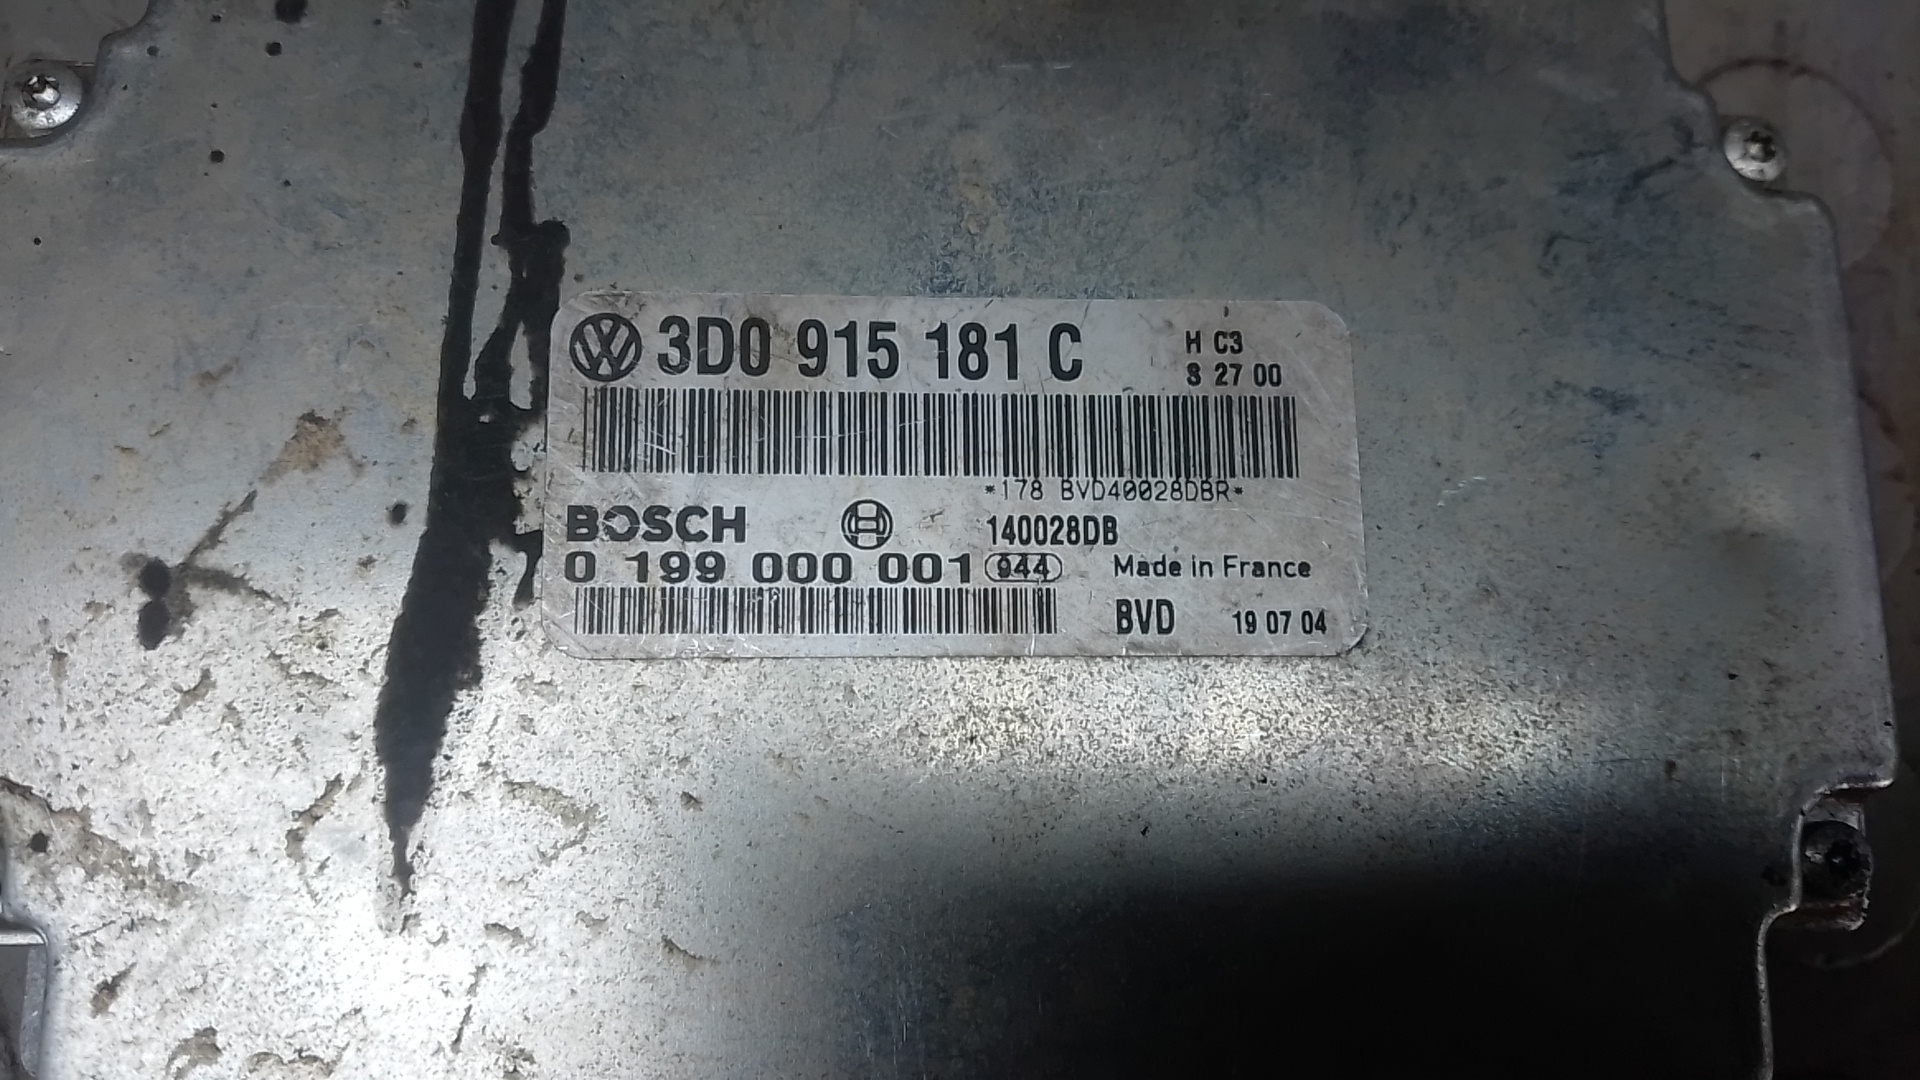 3D0 915 181 C
H C3
S 27 00
*178 BVD40028DBR*
BOSCH 140028DB
0 199 000 001 944 Made in France
BVD 19 07 04